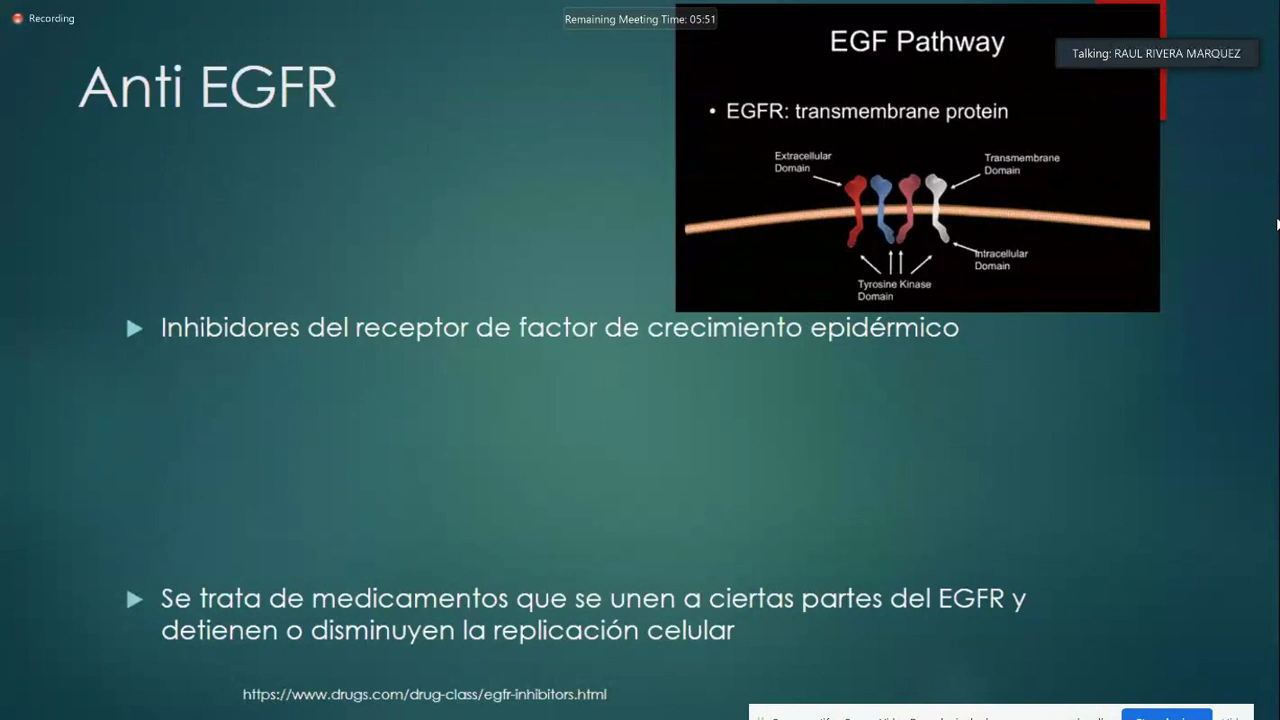 Recording
Remaining Meeting Time: 05:51
EGF Pathway
Talking: RAUL RIVERA MARQUEZ
Anti EGFR
• EGFR: transmembrane protein
Extracellular
Domain
Transmembrane
Domain
Intracellular
Domain
Tyrosine Kinase
Domain
Inhibidores del receptor de factor de crecimiento epidérmico
Se trata de medicamentos que se unen a ciertas partes del EGFR y
detienen o disminuyen la replicación celular
https://www.drugs.com/drug-class/egfr-inhibitors.html